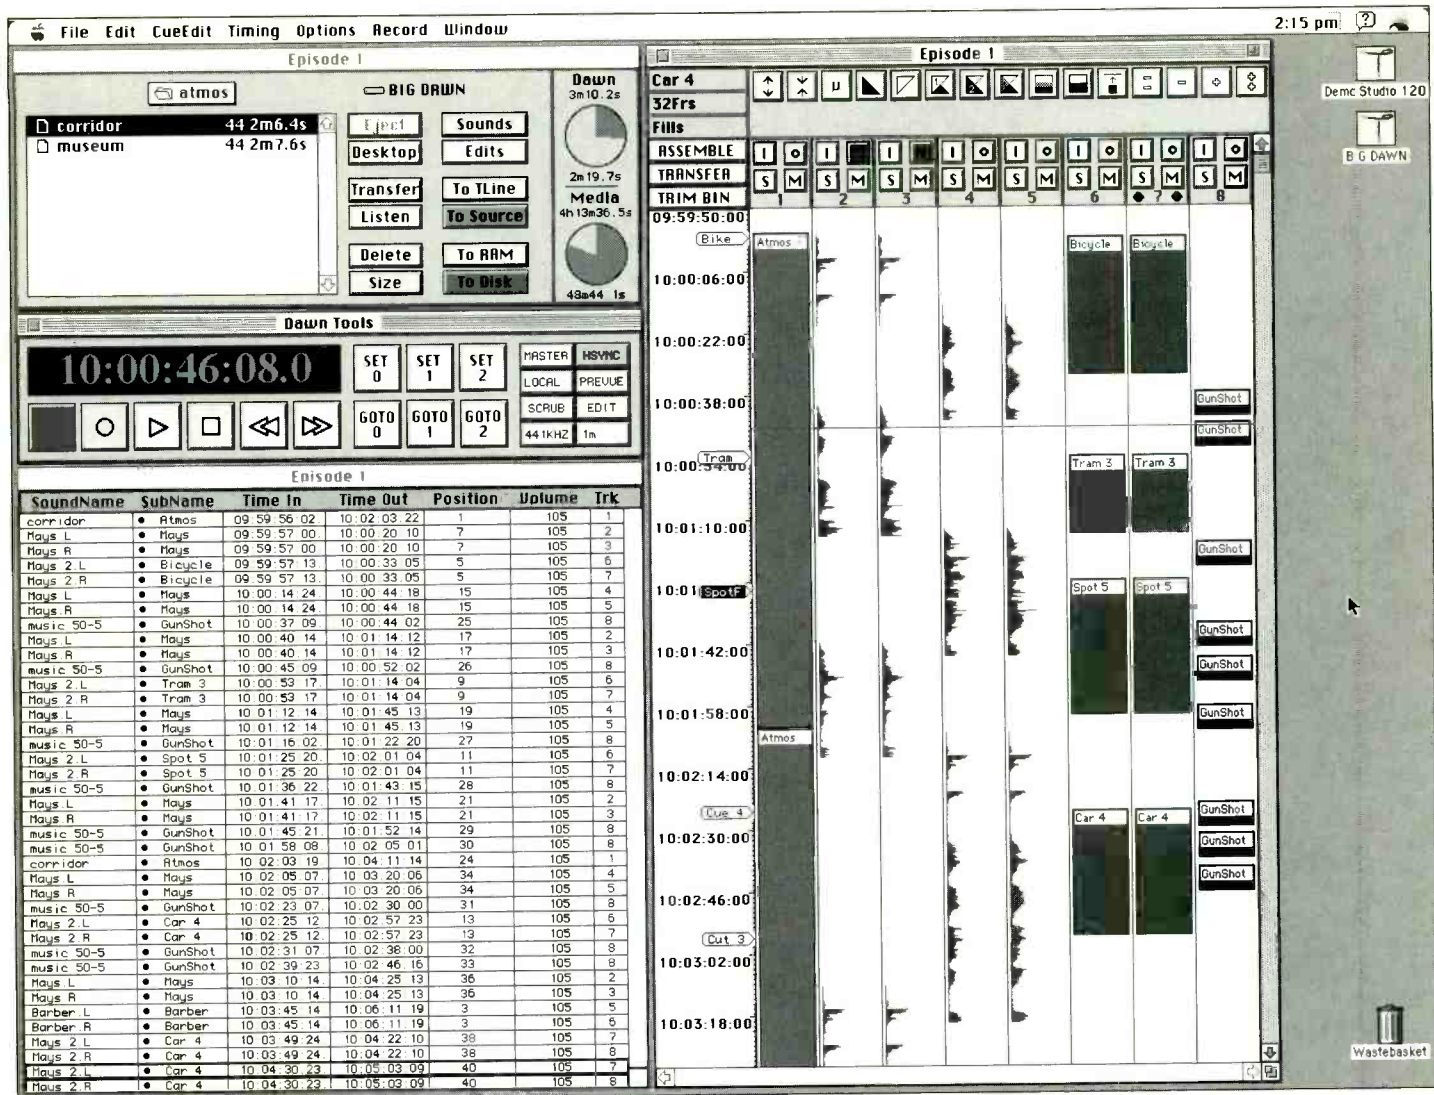 File Edit CueEdit Timing Options Record Window 2:15 pm
Episode 1
atmos
BIG DAWN
corridor 44 2m6.4s
museum 44 2m7.6s
Eject Sounds
Desktop Edits
Transfer To TLine
Listen To Source
Delete To RAM
Size To Disk
Dawn
3m10.2s
2m19.7s
Media
4h13m36.5s
48m44 1s
Dawn Tools
10:00:46:08.0
SET 0 SET 1 SET 2
GOTO 0 GOTO 1 GOTO 2
MASTER HSYNC
LOCAL PREVUE
SCRUB EDIT
44 1KHZ 1m
Episode 1
SoundName SubName Time In Time Out Position Volume Trk
corridor • Atmos 09:59:56:02. 10:02:03.22 1 105 1
Mays L • Mays 09:59:57 00. 10:00:20 10 7 105 2
Mays R • Mays 09:59:57 00 10:00:20 10 7 105 3
Mays 2.L • Bicycle 09 59:57:13. 10:00:33 05 5 105 6
Mays 2.R • Bicycle 09:59 57 13. 10 00 33.05 5 105 7
Mays L • Mays 10:00:14:24 10:00:44:18 15 105 4
Mays.R • Mays 10:00:14:24. 10:00:44 18 15 105 5
music 50-5 • GunShot 10:00:37 09 10:00:44 02 25 105 8
Mays.L • Mays 10.00:40 14 10:01:14:12 17 105 2
Mays R • Mays 10 00:40.14 10:01:14:12 17 105 3
music 50-5 • GunShot 10:00:45 09 10:00:52:02 26 105 8
Mays 2.L • Tram 3 10:00:53 17. 10:01:14 04 9 105 6
Mays 2 R • Tram 3 10:00:53 17 10:01:14 04 9 105 7
Mays.L • Mays 10 01:12 14 10:01:45 13 19 105 4
Mays R • Mays 10 01:12 14 10:01 45.13 19 105 5
music 50-5 • GunShot 10 01:16 02. 10:01:22 20 27 105 8
Mays 2.L • Spot 5 10:01:25 20. 10:02 01 04 11 105 6
Mays 2 R • Spot 5 10:01:25 20 10:02:01 04 11 105 7
music 50-5 • GunShot 10.01:36 22. 10:01:43:15 28 105 8
Mays.L • Mays 10 01:41 17. 10:02 11 15 21 105 2
Mays.R • Mays 10 01:41 17 10:02:11 15 21 105 3
music 50-5 • GunShot 10 01 45 21. 10:01:52 14 29 105 8
music 50-5 • GunShot 10 01 58 08 10:02 05 01 30 105 8
corridor • Atmos 10 02:03 19 10.04:11 14 24 105 1
Mays.L • Mays 10 02 05 07. 10 03.20 06 34 105 4
Mays R • Mays 10.02 05:07. 10 03:20 06 34 105 5
music 50-5 • GunShot 10:02:23 07. 10 02 30 00 31 105 8
Mays 2.L • Car 4 10 02:25 12 10 02:57 23 13 105 6
Mays 2.R • Car 4 10:02:25 12. 10:02:57:23 13 105 7
music 50-5 • GunShot 10:02:31 07. 10:02:38:00 32 105 8
music 50-5 • GunShot 10:02 39 23 10:02:46.16 33 105 8
Mays.L • Mays 10:03:10 14. 10:04:25 13 36 105 2
Mays R • Mays 10 03 10 14. 10:04:25 13 36 105 3
Barber.L • Barber 10:03:45 14 10:06:11 19 3 105 5
Barber.R • Barber 10 03:45.14 10:06:11.19 3 105 6
Mays 2 L • Car 4 10 03:49:24 10 04:22 10 38 105 7
Mays 2.R • Car 4 10:03:49 24. 10:04:22 10 38 105 8
Mays 2.L • Car 4 10 04:30:23. 10:05:03 09 40 105 7
Mays 2.R • Car 4 10:04:30:23. 10:05:03:09 40 105 8
Episode 1
Car 4
32Frs
Fills
ASSEMBLE
TRANSFER
TRIM BIN
μ
1
2
I I I I I I I I
S M S M S M S M S M S M S M S M
1 2 3 4 5 6 7 8
09:59:50:00
Bike Atmos Bicycle Bicycle
10:00:06:00
10:00:22:00
10:00:38:00 GunShot
GunShot
Tram Tram 3 Tram 3
10:00:54:00
10:01:10:00
GunShot
10:01 SpotF Spot 5 Spot 5
GunShot
10:01:42:00
GunShot
10:01:58:00 GunShot
Atmos
10:02:14:00
Cue 4 Car 4 Car 4 GunShot
10:02:30:00 GunShot
GunShot
10:02:46:00
Cut 3
10:03:02:00
10:03:18:00
Demc Studio 120
B G DAWN
Wastebasket